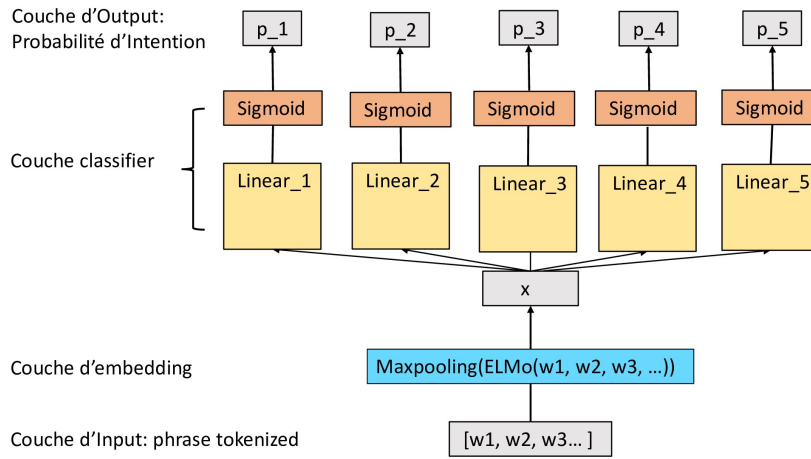 Couche d'Output:
Probabilité d'Intention
p_1 p_2 p_3 p_4 p_5
Sigmoid Sigmoid Sigmoid Sigmoid Sigmoid
Couche classifier
Linear_1 Linear_2 Linear_3 Linear_4 Linear_5
x
Couche d'embedding
Maxpooling(ELMo(w1, w2, w3, …))
Couche d'Input: phrase tokenized
[w1, w2, w3… ]